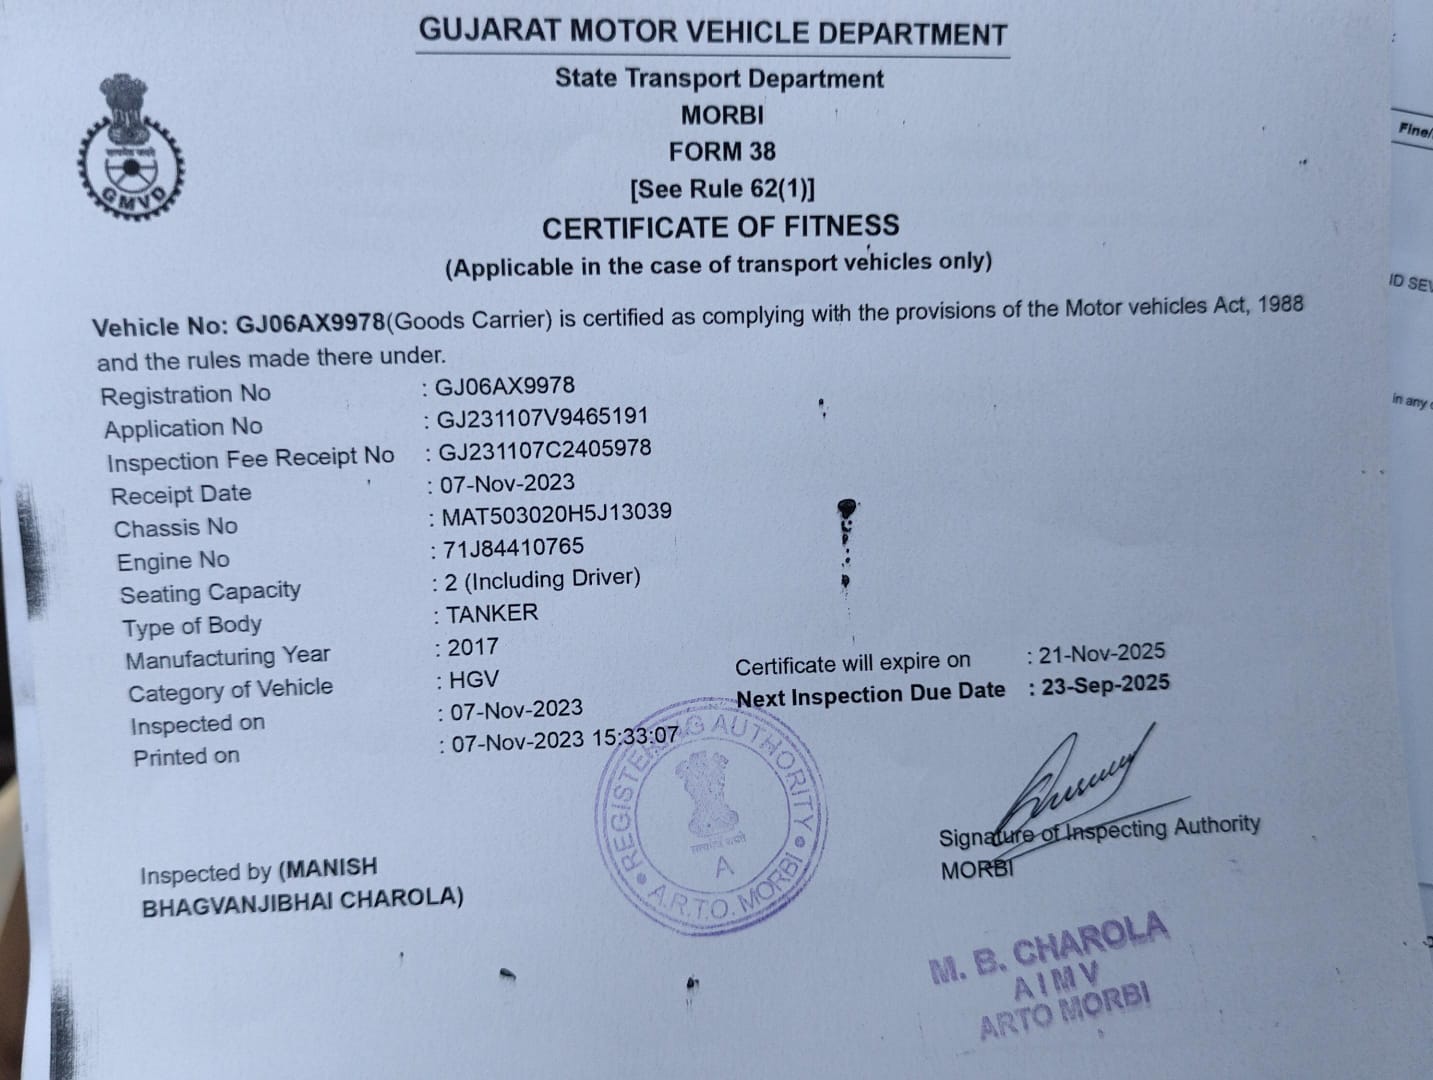 GUJARAT MOTOR VEHICLE DEPARTMENT
State Transport Department
MORBI
FORM 38
[See Rule 62(1)]
CERTIFICATE OF FITNESS
(Applicable in the case of transport vehicles only)
GMVD
Vehicle No: GJ06AX9978(Goods Carrier) is certified as complying with the provisions of the Motor vehicles Act, 1988
and the rules made there under.
Registration No : GJ06AX9978
Application No : GJ231107V9465191
Inspection Fee Receipt No : GJ231107C2405978
Receipt Date : 07-Nov-2023
Chassis No : MAT503020H5J13039
Engine No : 71J84410765
Seating Capacity : 2 (Including Driver)
Type of Body : TANKER
Manufacturing Year : 2017
Category of Vehicle : HGV
Inspected on : 07-Nov-2023
Printed on : 07-Nov-2023 15:33:07
Certificate will expire on : 21-Nov-2025
Next Inspection Due Date : 23-Sep-2025
REGISTERING AUTHORITY
A
A.R.T.O. MORBI
Signature of Inspecting Authority
MORBI
Inspected by (MANISH
BHAGVANJIBHAI CHAROLA)
M. B. CHAROLA
A I M V
ARTO MORBI
Fine/
ID SEV
in any